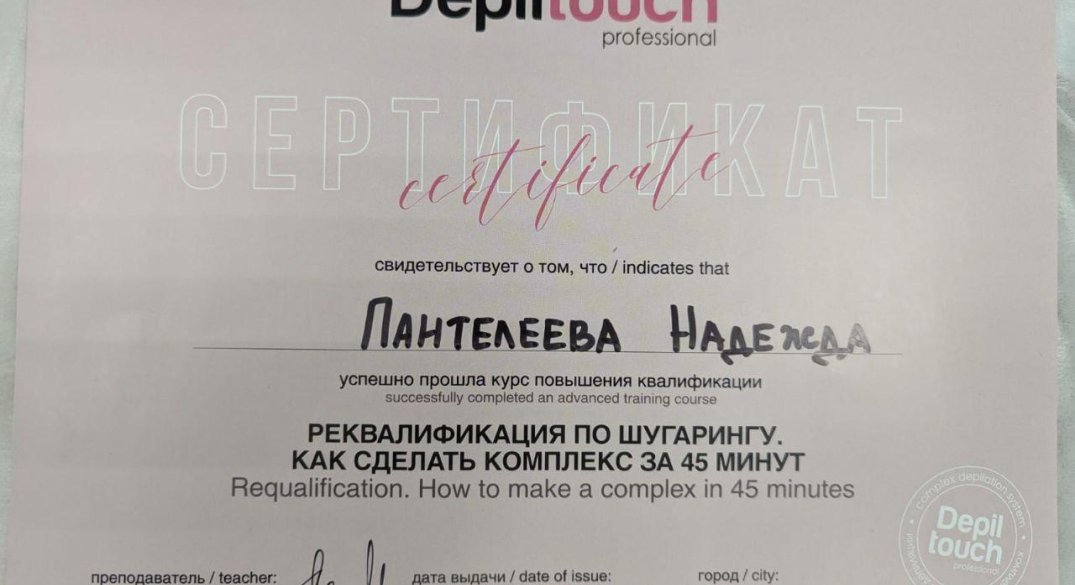 Depiltouch
professional
СЕРТИФИКАТ
certificate
свидетельствует о том, что / indicates that
Пантелеева Надежда
успешно прошла курс повышения квалификации
successfully completed an advanced training course
РЕКВАЛИФИКАЦИЯ ПО ШУГАРИНГУ.
КАК СДЕЛАТЬ КОМПЛЕКС ЗА 45 МИНУТ
Requalification. How to make a complex in 45 minutes
complex depilation system
Depil
touch
professional
преподаватель / teacher:
дата выдачи / date of issue:
город / city: